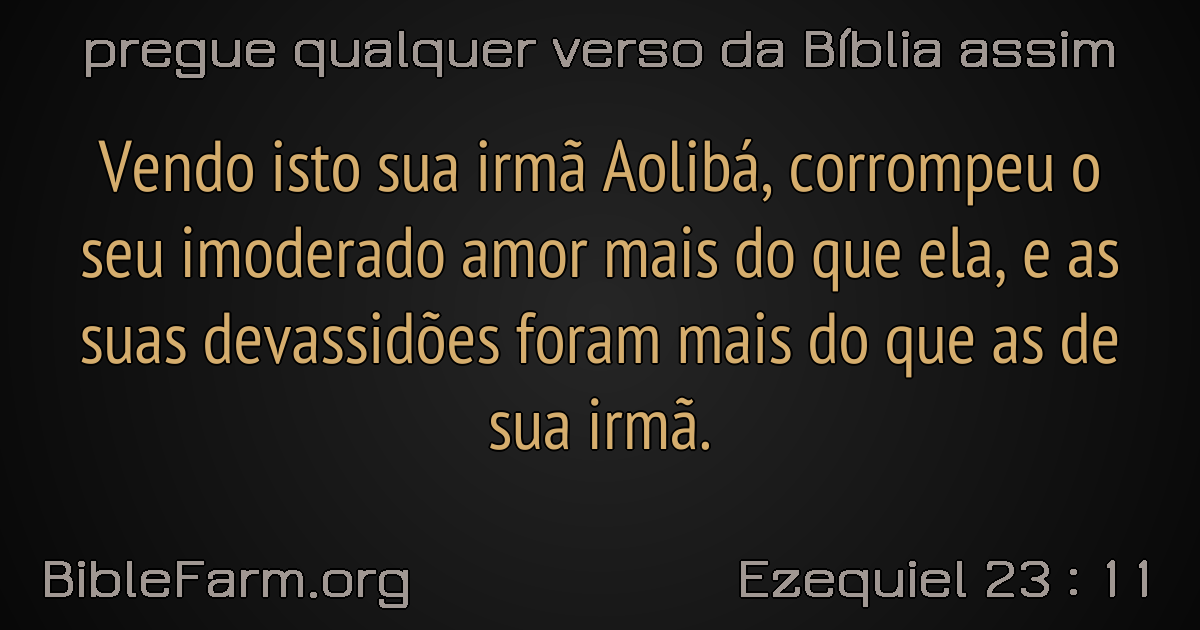 pregue qualquer verso da Bíblia assim
Vendo isto sua irmã Aolibá, corrompeu o
seu imoderado amor mais do que ela, e as
suas devassidões foram mais do que as de
sua irmã.
BibleFarm.org
Ezequiel 23 : 11